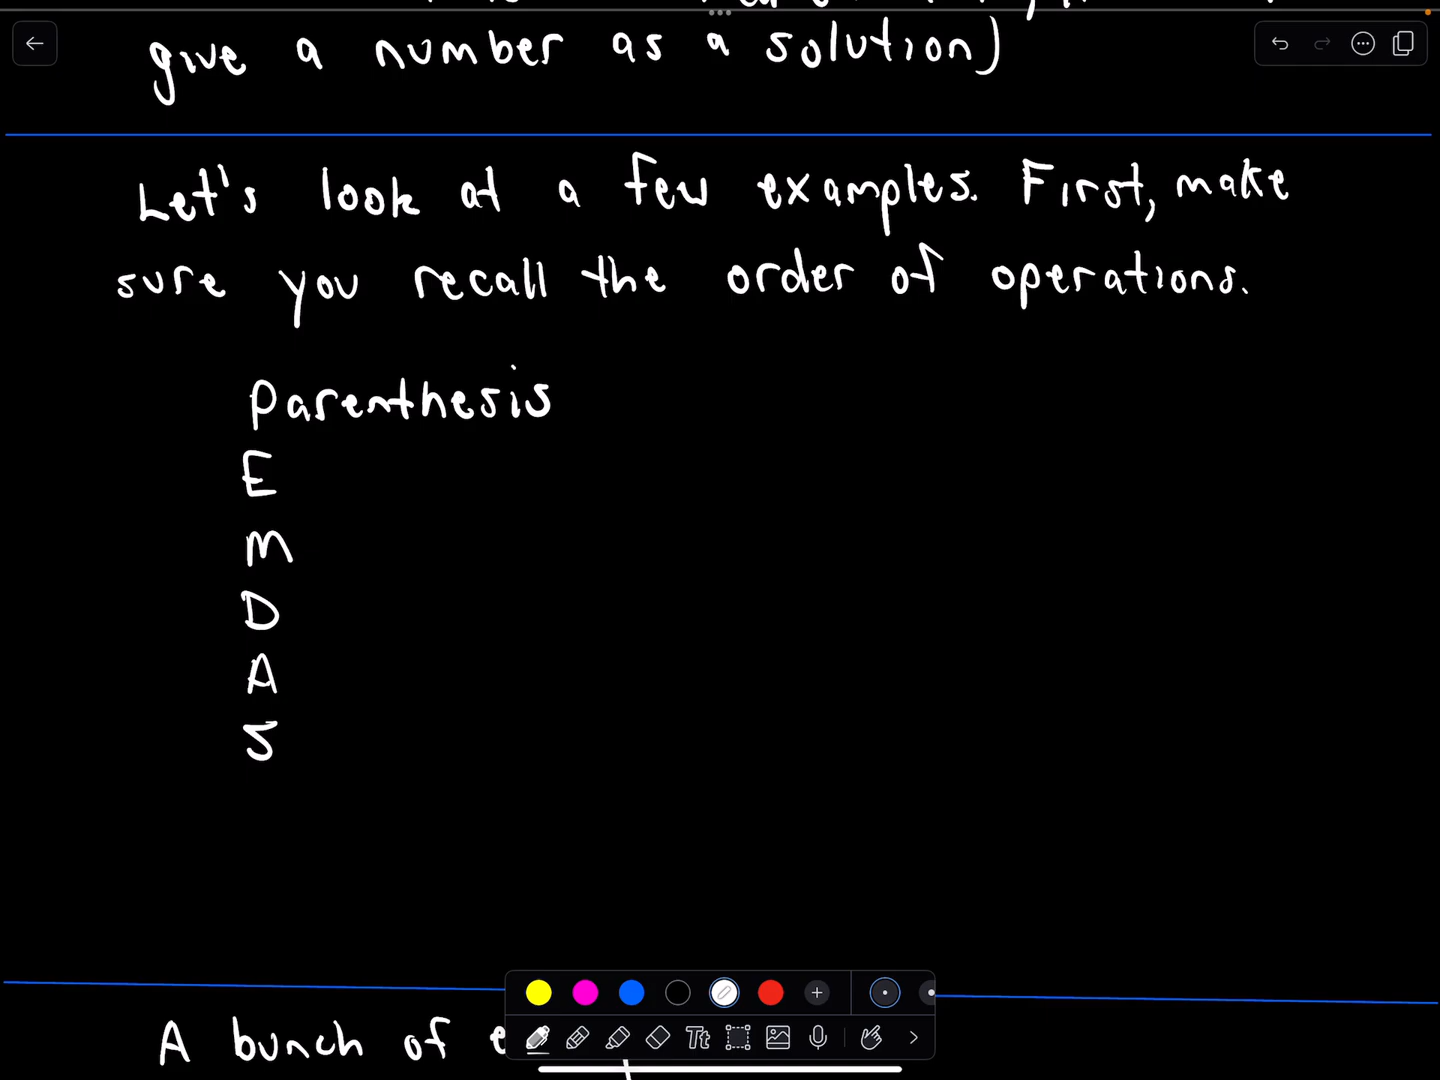 give a number as a solution)
Let's look at a few examples. First, make
sure you recall the order of operations.
Parenthesis
E
M
D
A
S
A bunch of
Tt